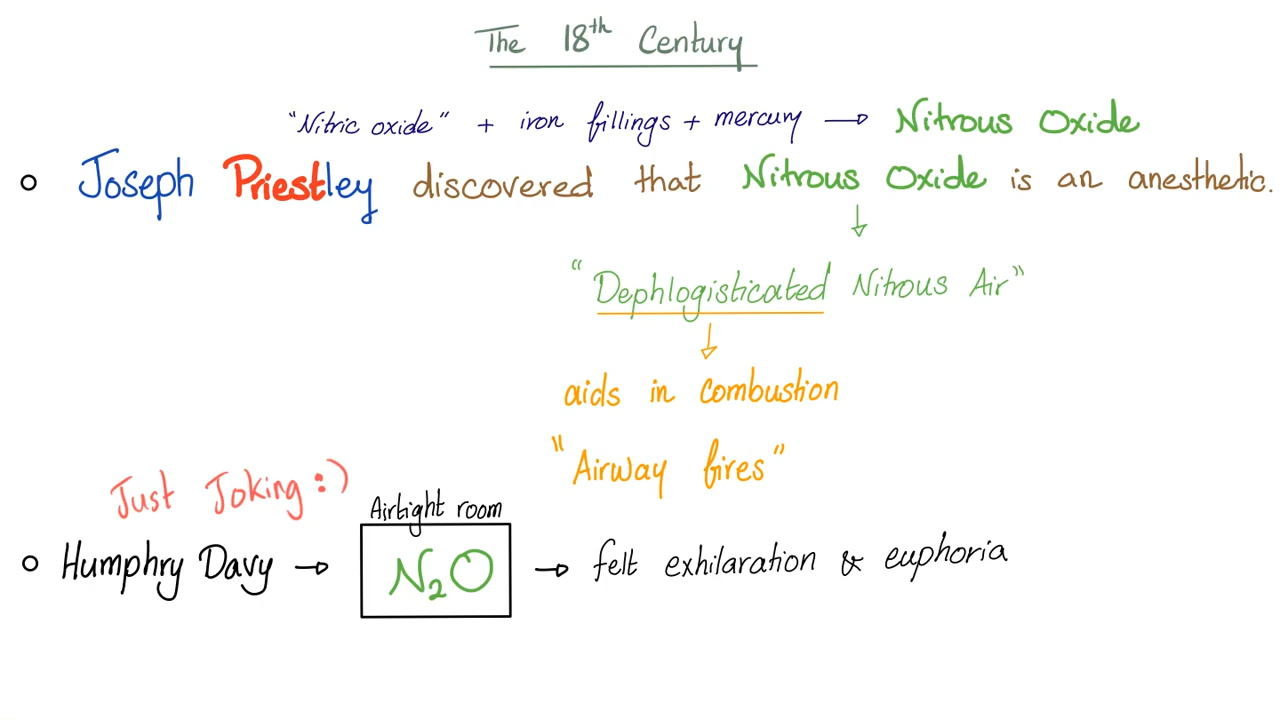 The 18th Century
"Nitric oxide" + iron fillings + mercury → Nitrous Oxide
○ Joseph Priestley discovered that Nitrous Oxide is an anesthetic.
↓
"Dephlogisticated Nitrous Air"
↓
aids in combustion
"Airway fires"
Just Joking :)
Airtight room
○ Humphry Davy → N₂O → felt exhilaration & euphoria